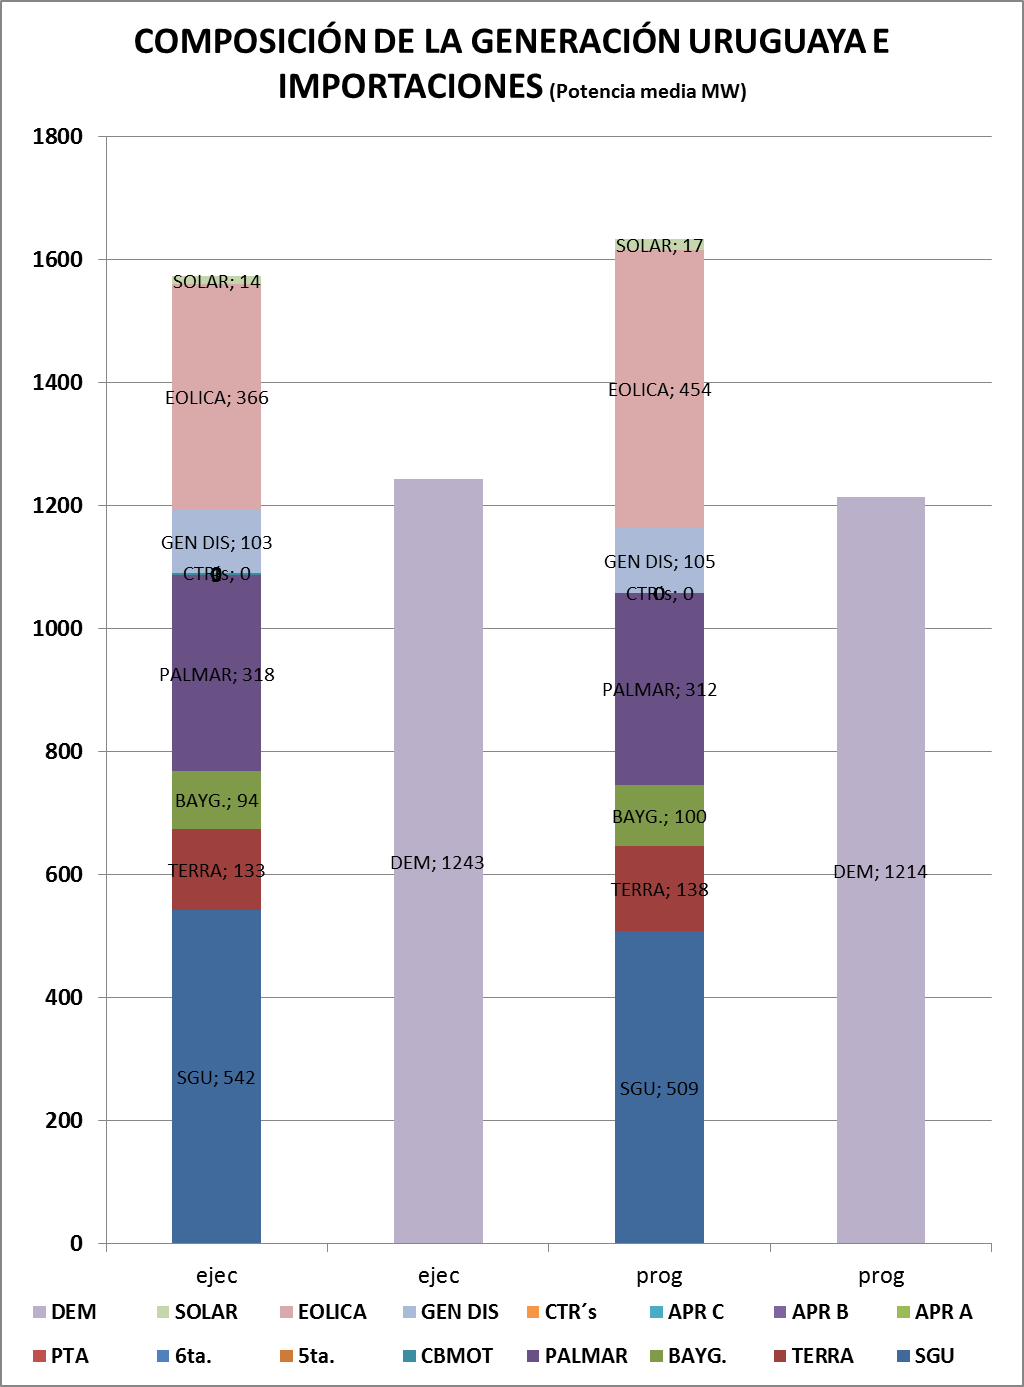 COMPOSICIÓN DE LA GENERACIÓN URUGUAYA E
IMPORTACIONES (Potencia media MW)
1800
1600
1400
1200
1000
800
600
400
200
0
SOLAR; 14
EOLICA; 366
GEN DIS; 103
CTR´s; 0
PALMAR; 318
BAYG.; 94
TERRA; 133
SGU; 542
DEM; 1243
SOLAR; 17
EOLICA; 454
GEN DIS; 105
CTR´s; 0
PALMAR; 312
BAYG.; 100
TERRA; 138
SGU; 509
DEM; 1214
ejec ejec prog prog
DEM SOLAR EOLICA GEN DIS CTR´s APR C APR B APR A
PTA 6ta. 5ta. CBMOT PALMAR BAYG. TERRA SGU